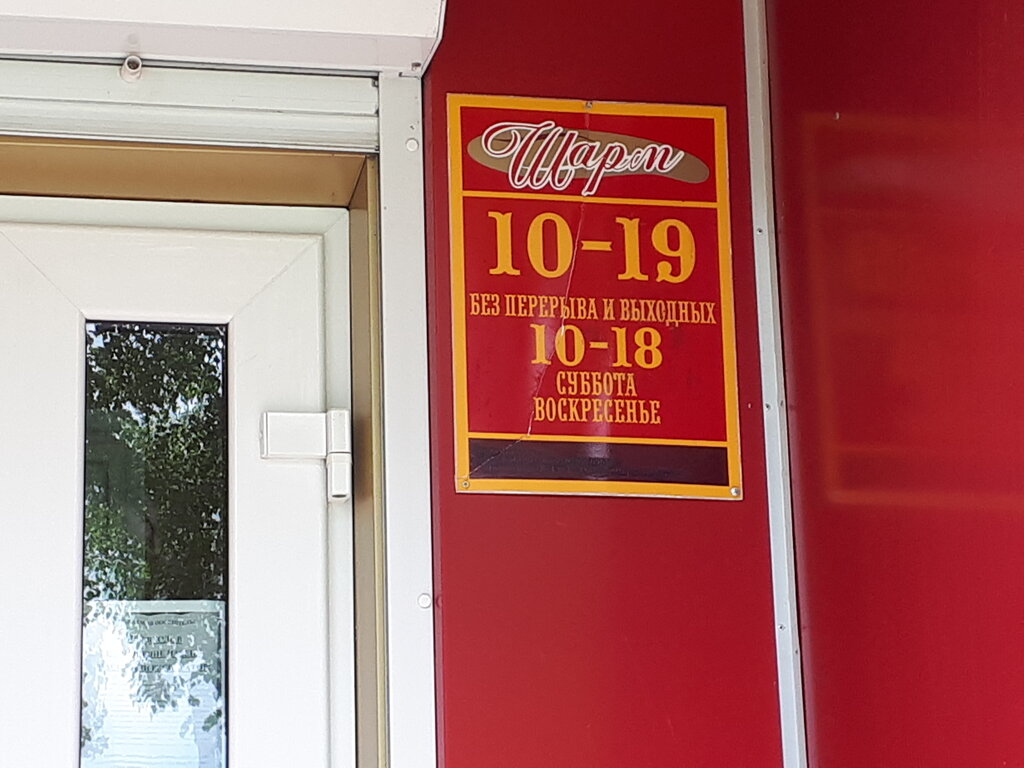 Шарм
10-19
БЕЗ ПЕРЕРЫВА И ВЫХОДНЫХ
10-18
СУББОТА
ВОСКРЕСЕНЬЕ